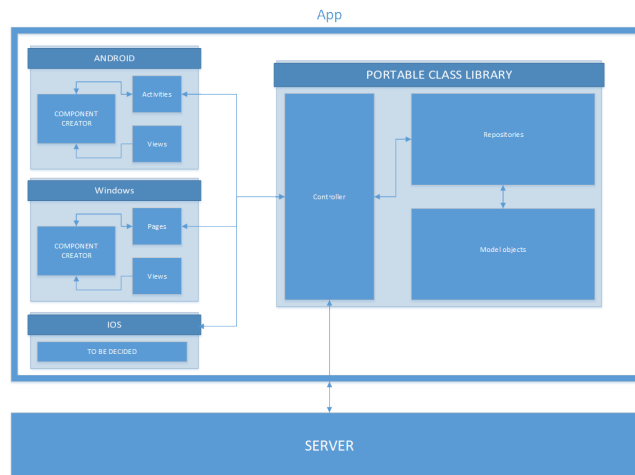 App
ANDROID
Activities
COMPONENT
CREATOR
Views
Windows
Pages
COMPONENT
CREATOR
Views
IOS
TO BE DECIDED
PORTABLE CLASS LIBRARY
Controller
Repositories
Model objects
SERVER